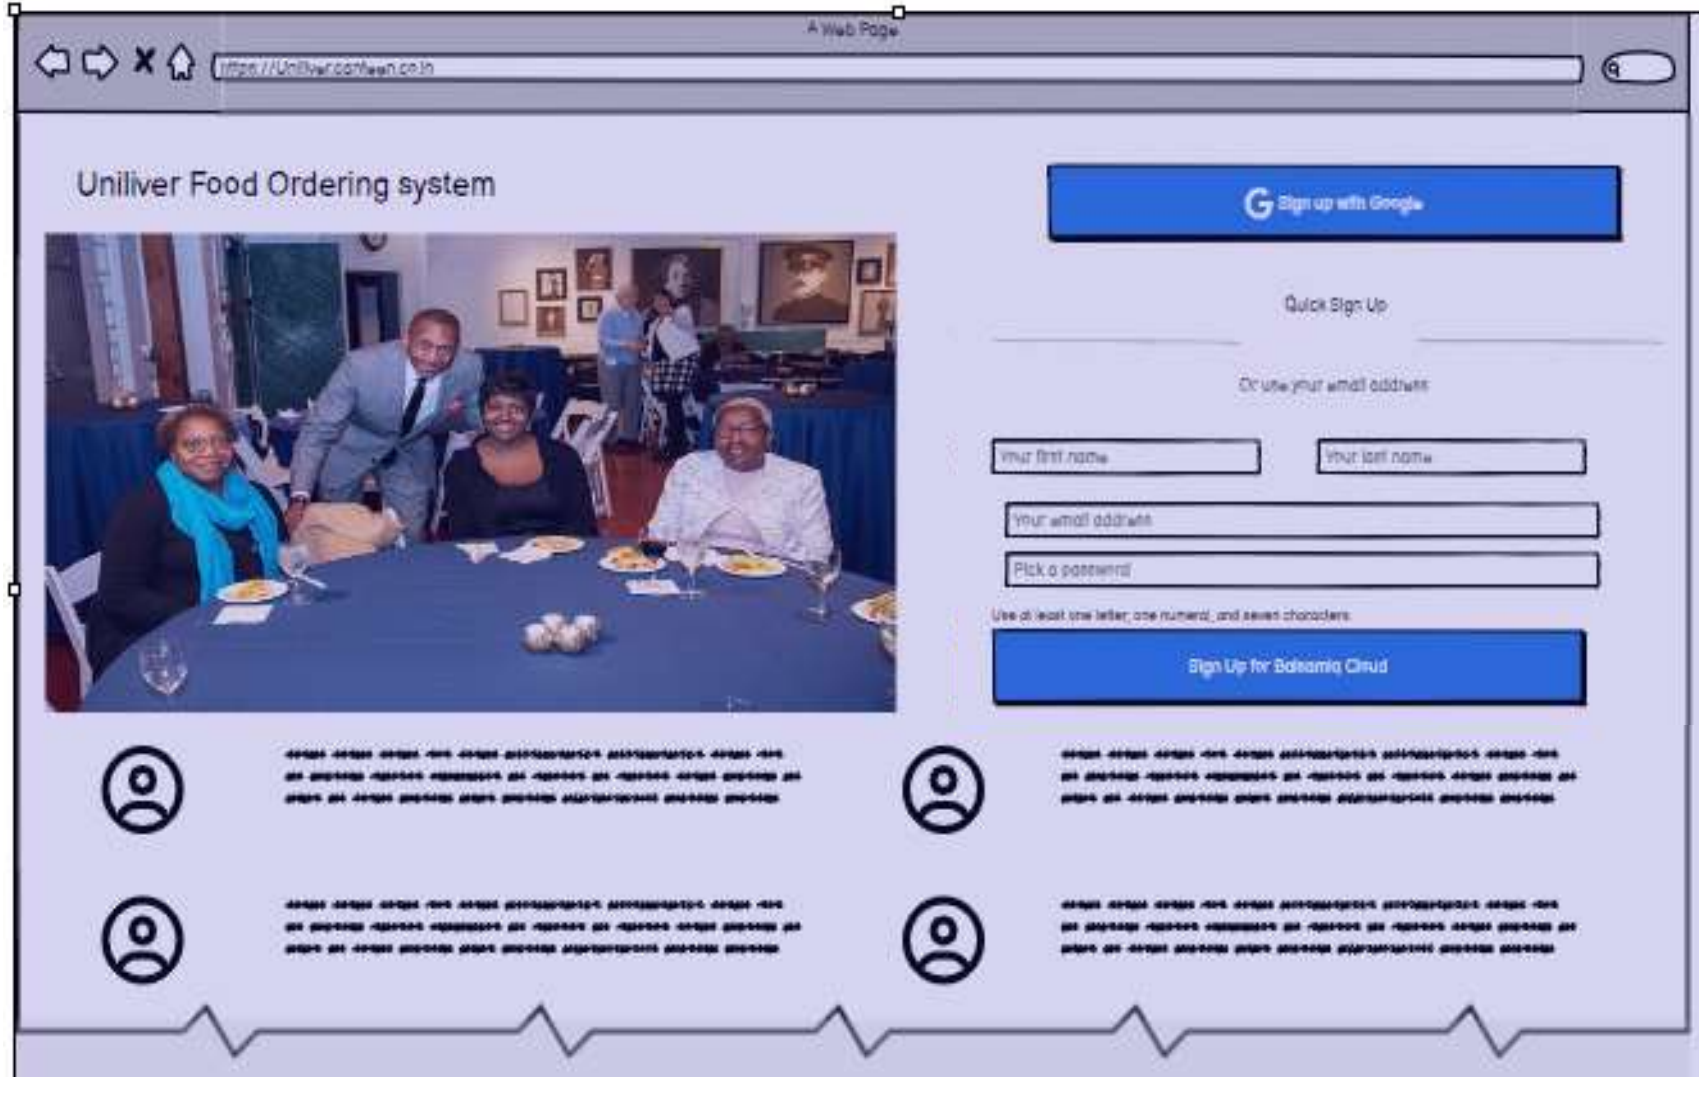 A Web Page
https://Uniliver.canteen.co.in
Uniliver Food Ordering system
G Sign up with Google
Quick Sign Up
Or use your email address
Your first name
Your last name
Your email address
Pick a password
Use at least one letter, one numeral, and seven characters
Sign Up for Balsamiq Cloud